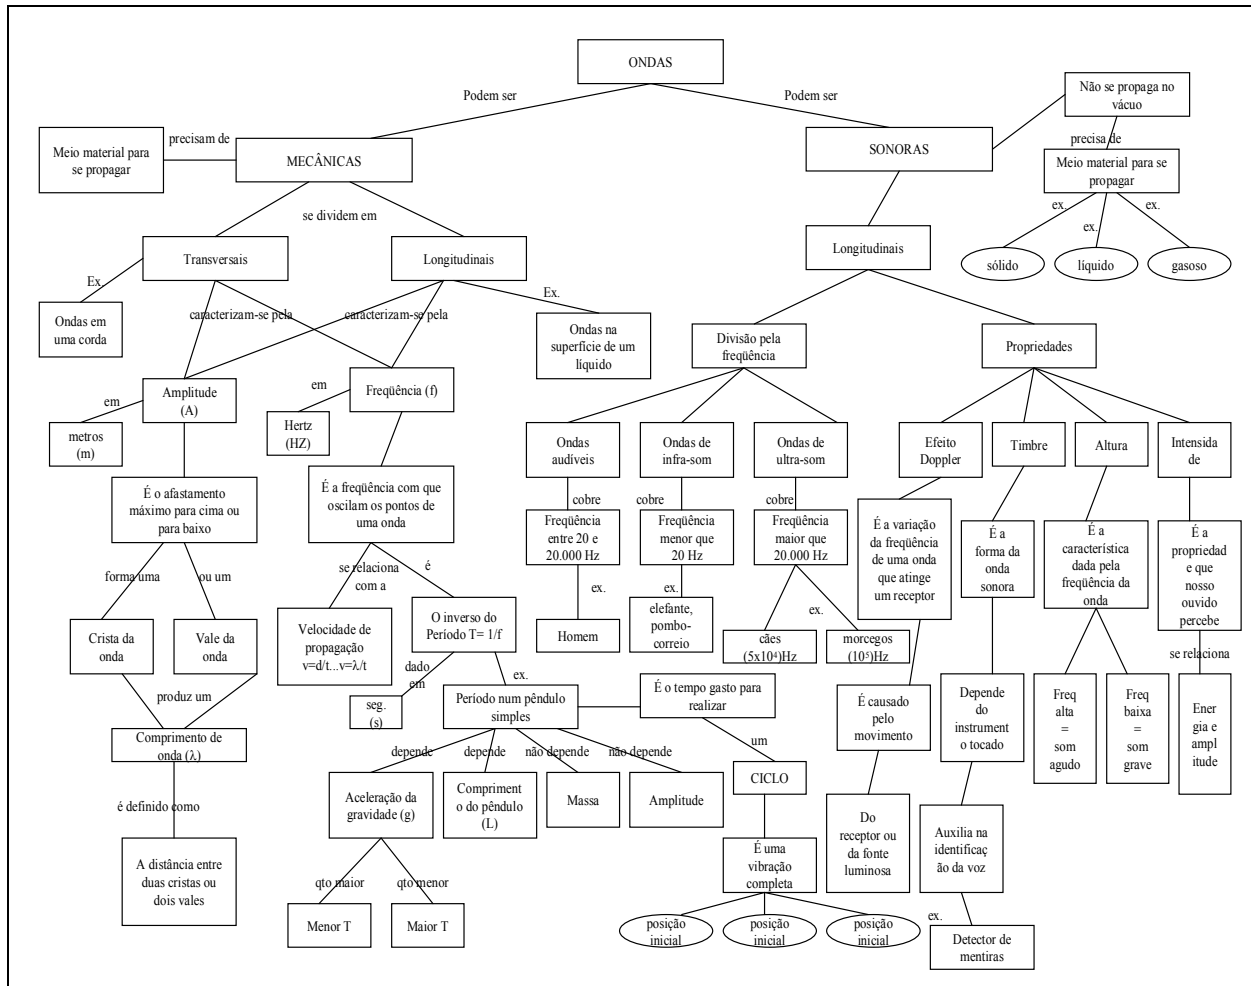 ONDAS
Podem ser
Podem ser
Não se propaga no
vácuo
precisam de
precisa de
Meio material para
se propagar
MECÂNICAS
SONORAS
Meio material para se
propagar
ex.
ex.
ex.
se dividem em
Transversais
Longitudinais
Longitudinais
sólido
líquido
gasoso
Ex.
Ex.
Ondas em
uma corda
caracterizam-se pela
caracterizam-se pela
Ondas na
superfície de um
líquido
Divisão pela
freqüência
Propriedades
Amplitude
(A)
em
Freqüência (f)
em
metros
(m)
Hertz
(HZ)
Ondas
audíveis
Ondas de
infra-som
Ondas de
ultra-som
Efeito
Doppler
Timbre
Altura
Intensida
de
É o afastamento
máximo para cima ou
para baixo
É a freqüência com que
oscilam os pontos de
uma onda
cobre
cobre
cobre
Freqüência
entre 20 e
20.000 Hz
Freqüência
menor que
20 Hz
Freqüência
maior que
20.000 Hz
É a variação
da freqüência
de uma onda
que atinge
um receptor
É a
forma da
onda
sonora
É a
característica
dada pela
freqüência da
onda
É a
propriedad
e que nosso
ouvido
percebe
forma uma
ou um
se relaciona
com a
é
ex.
ex.
ex.
Crista da
onda
Vale da
onda
Velocidade de
propagação
v=d/t...v=λ/t
O inverso do
Período T= 1/f
Homem
elefante,
pombo-
correio
cães
(5x10⁴)Hz
morcegos
(10⁵)Hz
se relaciona
produz um
dado
em
ex.
seg.
(s)
Período num pêndulo
simples
É o tempo gasto para
realizar
É causado
pelo
movimento
Depende
do
instrument
o tocado
Freq
alta
=
som
agudo
Freq
baixa
=
som
grave
Ener
gia e
ampl
itude
Comprimento de
onda (λ)
depende
depende
não depende
não depende
um
CICLO
é definido como
Aceleração da
gravidade (g)
Compriment
o do pêndulo
(L)
Massa
Amplitude
Do
receptor ou
da fonte
luminosa
Auxilia na
identificaç
ão da voz
A distância entre
duas cristas ou
dois vales
qto maior
qto menor
É uma
vibração
completa
Menor T
Maior T
posição
inicial
posição
inicial
posição
inicial
ex.
Detector de
mentiras